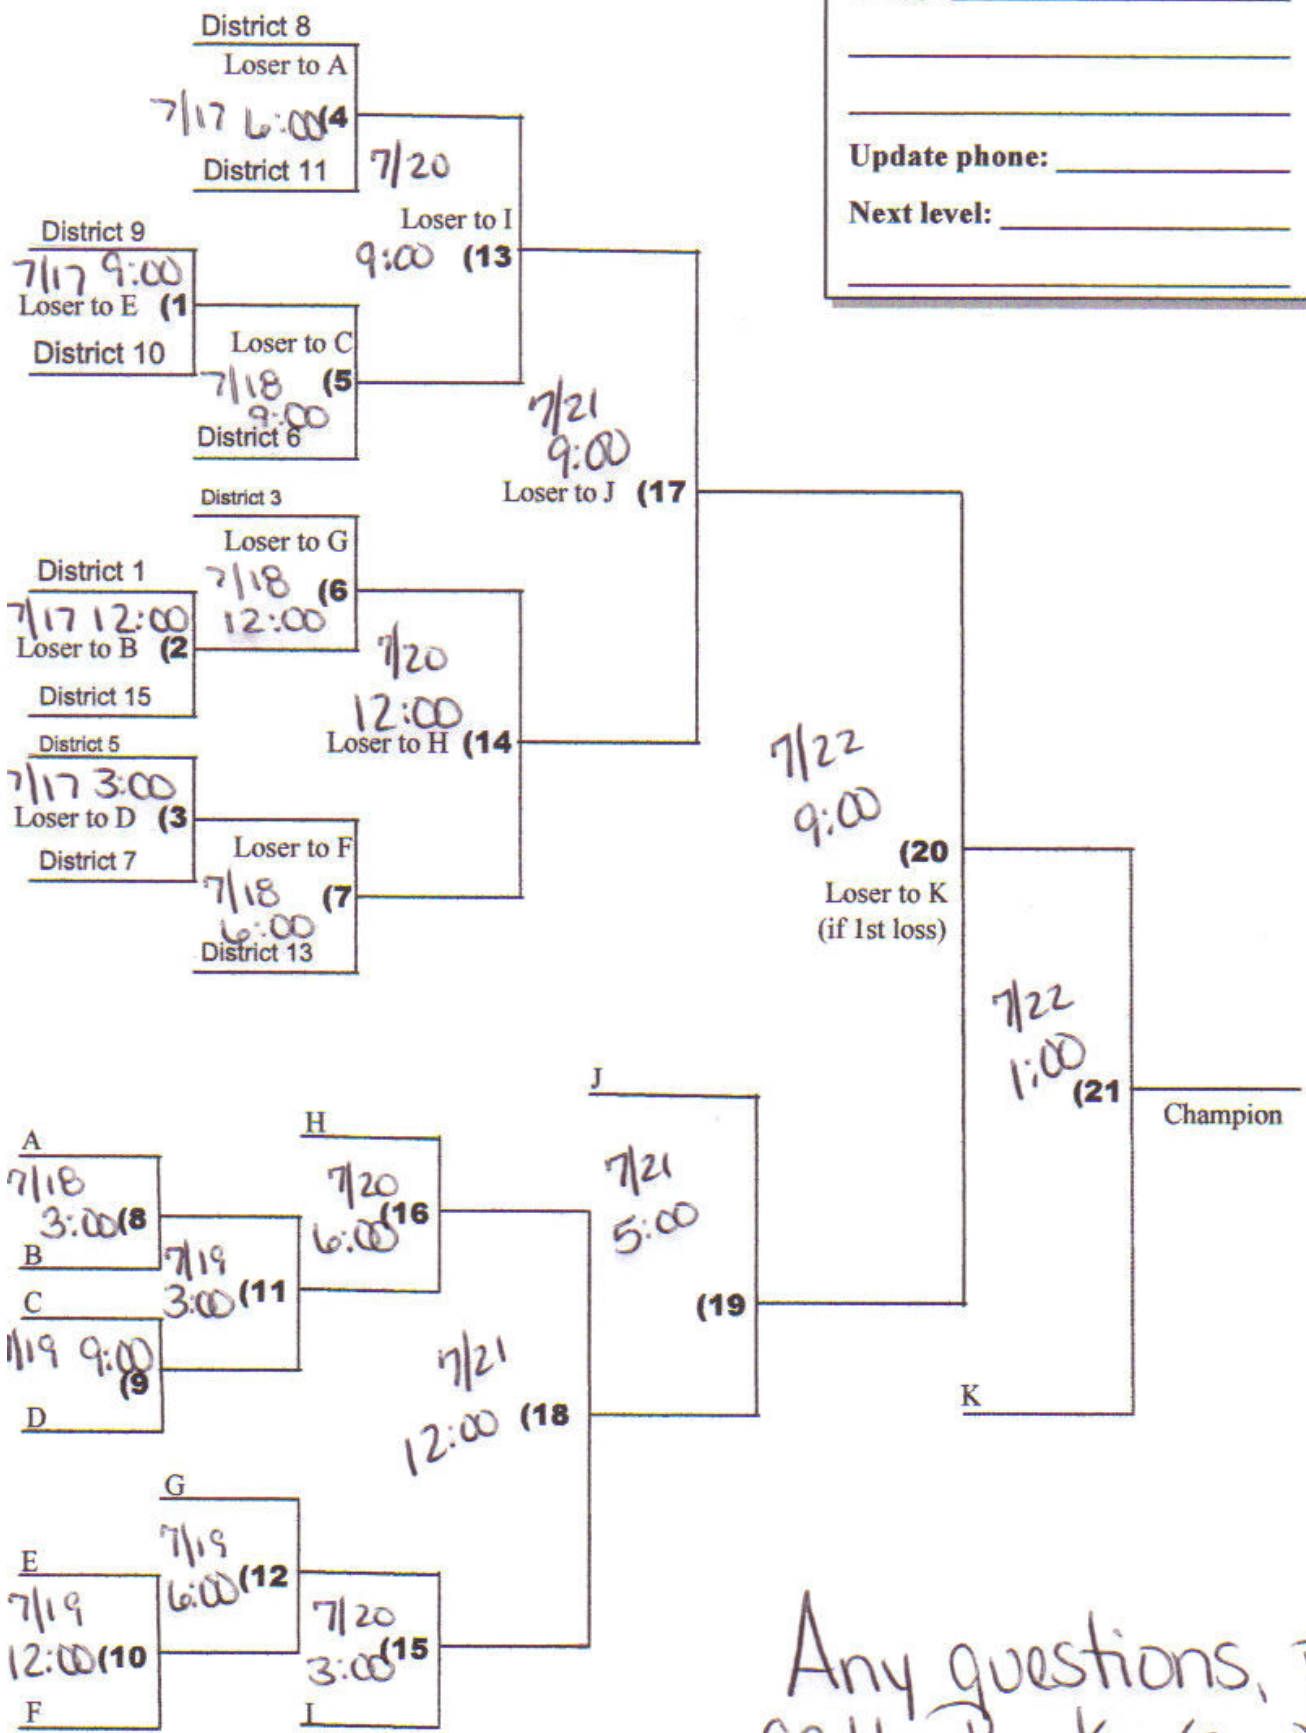 District 8
Loser to A
7/17 6:00 (4
District 11
7/20
Loser to I
9:00 (13
District 9
7/17 9:00
Loser to E (1
District 10
Loser to C
7/18 (5
9:00
District 6
7/21
9:00
Loser to J (17
District 3
Loser to G
7/18 (6
12:00
District 1
7/17 12:00
Loser to B (2
District 15
7/20
12:00
Loser to H (14
District 5
7/17 3:00
Loser to D (3
District 7
Loser to F
7/18 (7
6:00
District 13
7/22
9:00
(20
Loser to K
(if 1st loss)
7/22
1:00
(21
Champion
Update phone:
Next level:
A
7/18
3:00 (8
B
C
/19 9:00
(9
D
7/19
3:00 (11
H
7/20
6:00 (16
J
7/21
5:00
(19
7/21
12:00 (18
K
G
7/19
6:00 (12
E
7/19
12:00 (10
F
7/20
3:00 (15
I
Any questions,